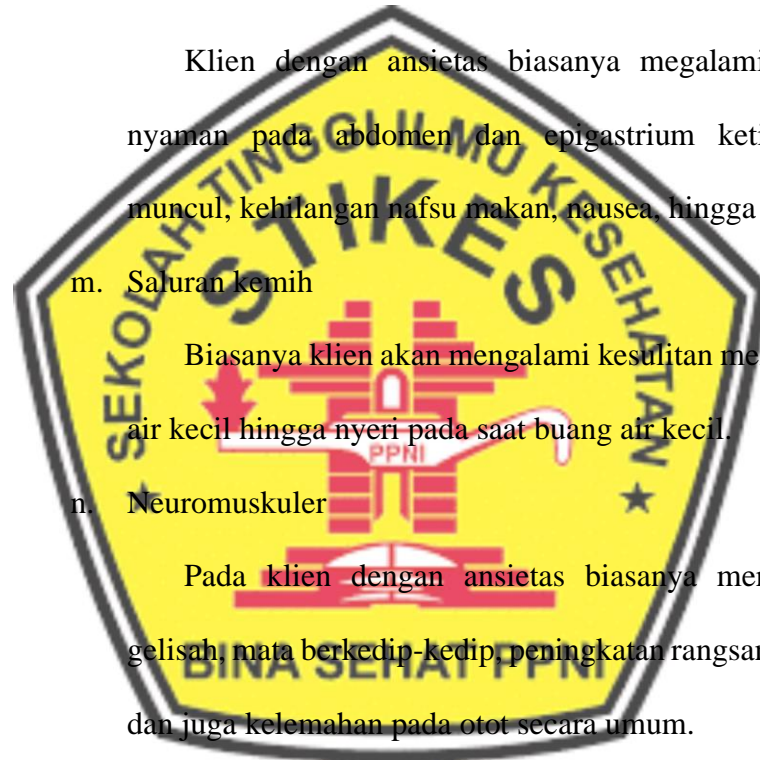 Klien dengan ansietas biasanya megalami
nyaman pada abdomen dan epigastrium keti
muncul, kehilangan nafsu makan, nausea, hingga
m. Saluran kemih
Biasanya klien akan mengalami kesulitan me
air kecil hingga nyeri pada saat buang air kecil.
n. Neuromuskuler
Pada klien dengan ansietas biasanya men
gelisah, mata berkedip-kedip, peningkatan rangsan
dan juga kelemahan pada otot secara umum.
SEKOLAH TINGGI ILMU KESEHATAN
STIKES
PPNI
BINA SEHAT PPNI